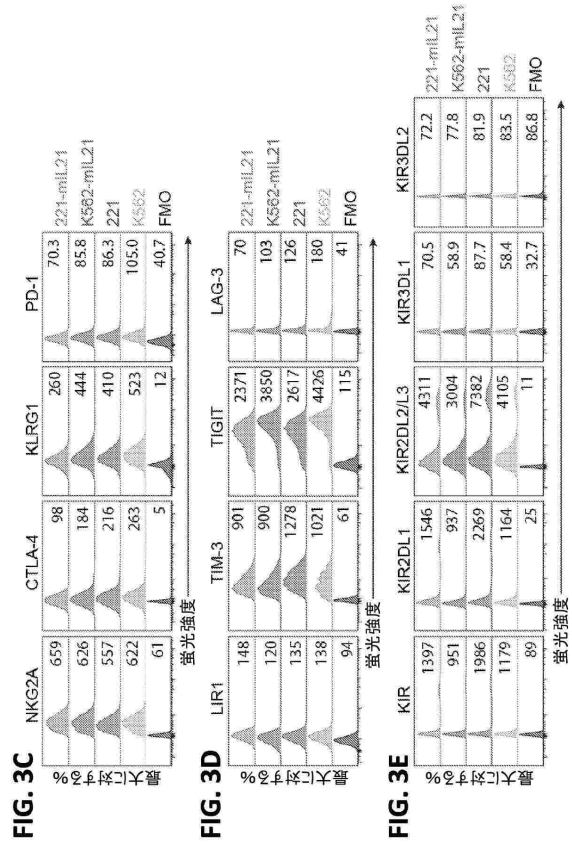 FIG. 3C
NKG2A CTLA-4 KLRG1 PD-1
659 98 260 70.3 221-mIL21
626 184 444 85.8 K562-mIL21
557 216 410 86.3 221
622 263 523 105.0 K562
61 5 12 40.7 FMO
最大に対する%
蛍光強度
FIG. 3D
LIR1 TIM-3 TIGIT LAG-3
148 901 2371 70 221-mIL21
120 900 3850 103 K562-mIL21
135 1278 2617 126 221
138 1021 4426 180 K562
94 61 115 41 FMO
最大に対する%
蛍光強度
FIG. 3E
KIR KIR2DL1 KIR2DL2/L3 KIR3DL1 KIR3DL2
1397 1546 4311 70.5 72.2 221-mIL21
951 937 3004 58.9 77.8 K562-mIL21
1986 2269 7382 87.7 81.9 221
1179 1164 4105 58.4 83.5 K562
89 25 11 32.7 86.8 FMO
最大に対する%
蛍光強度